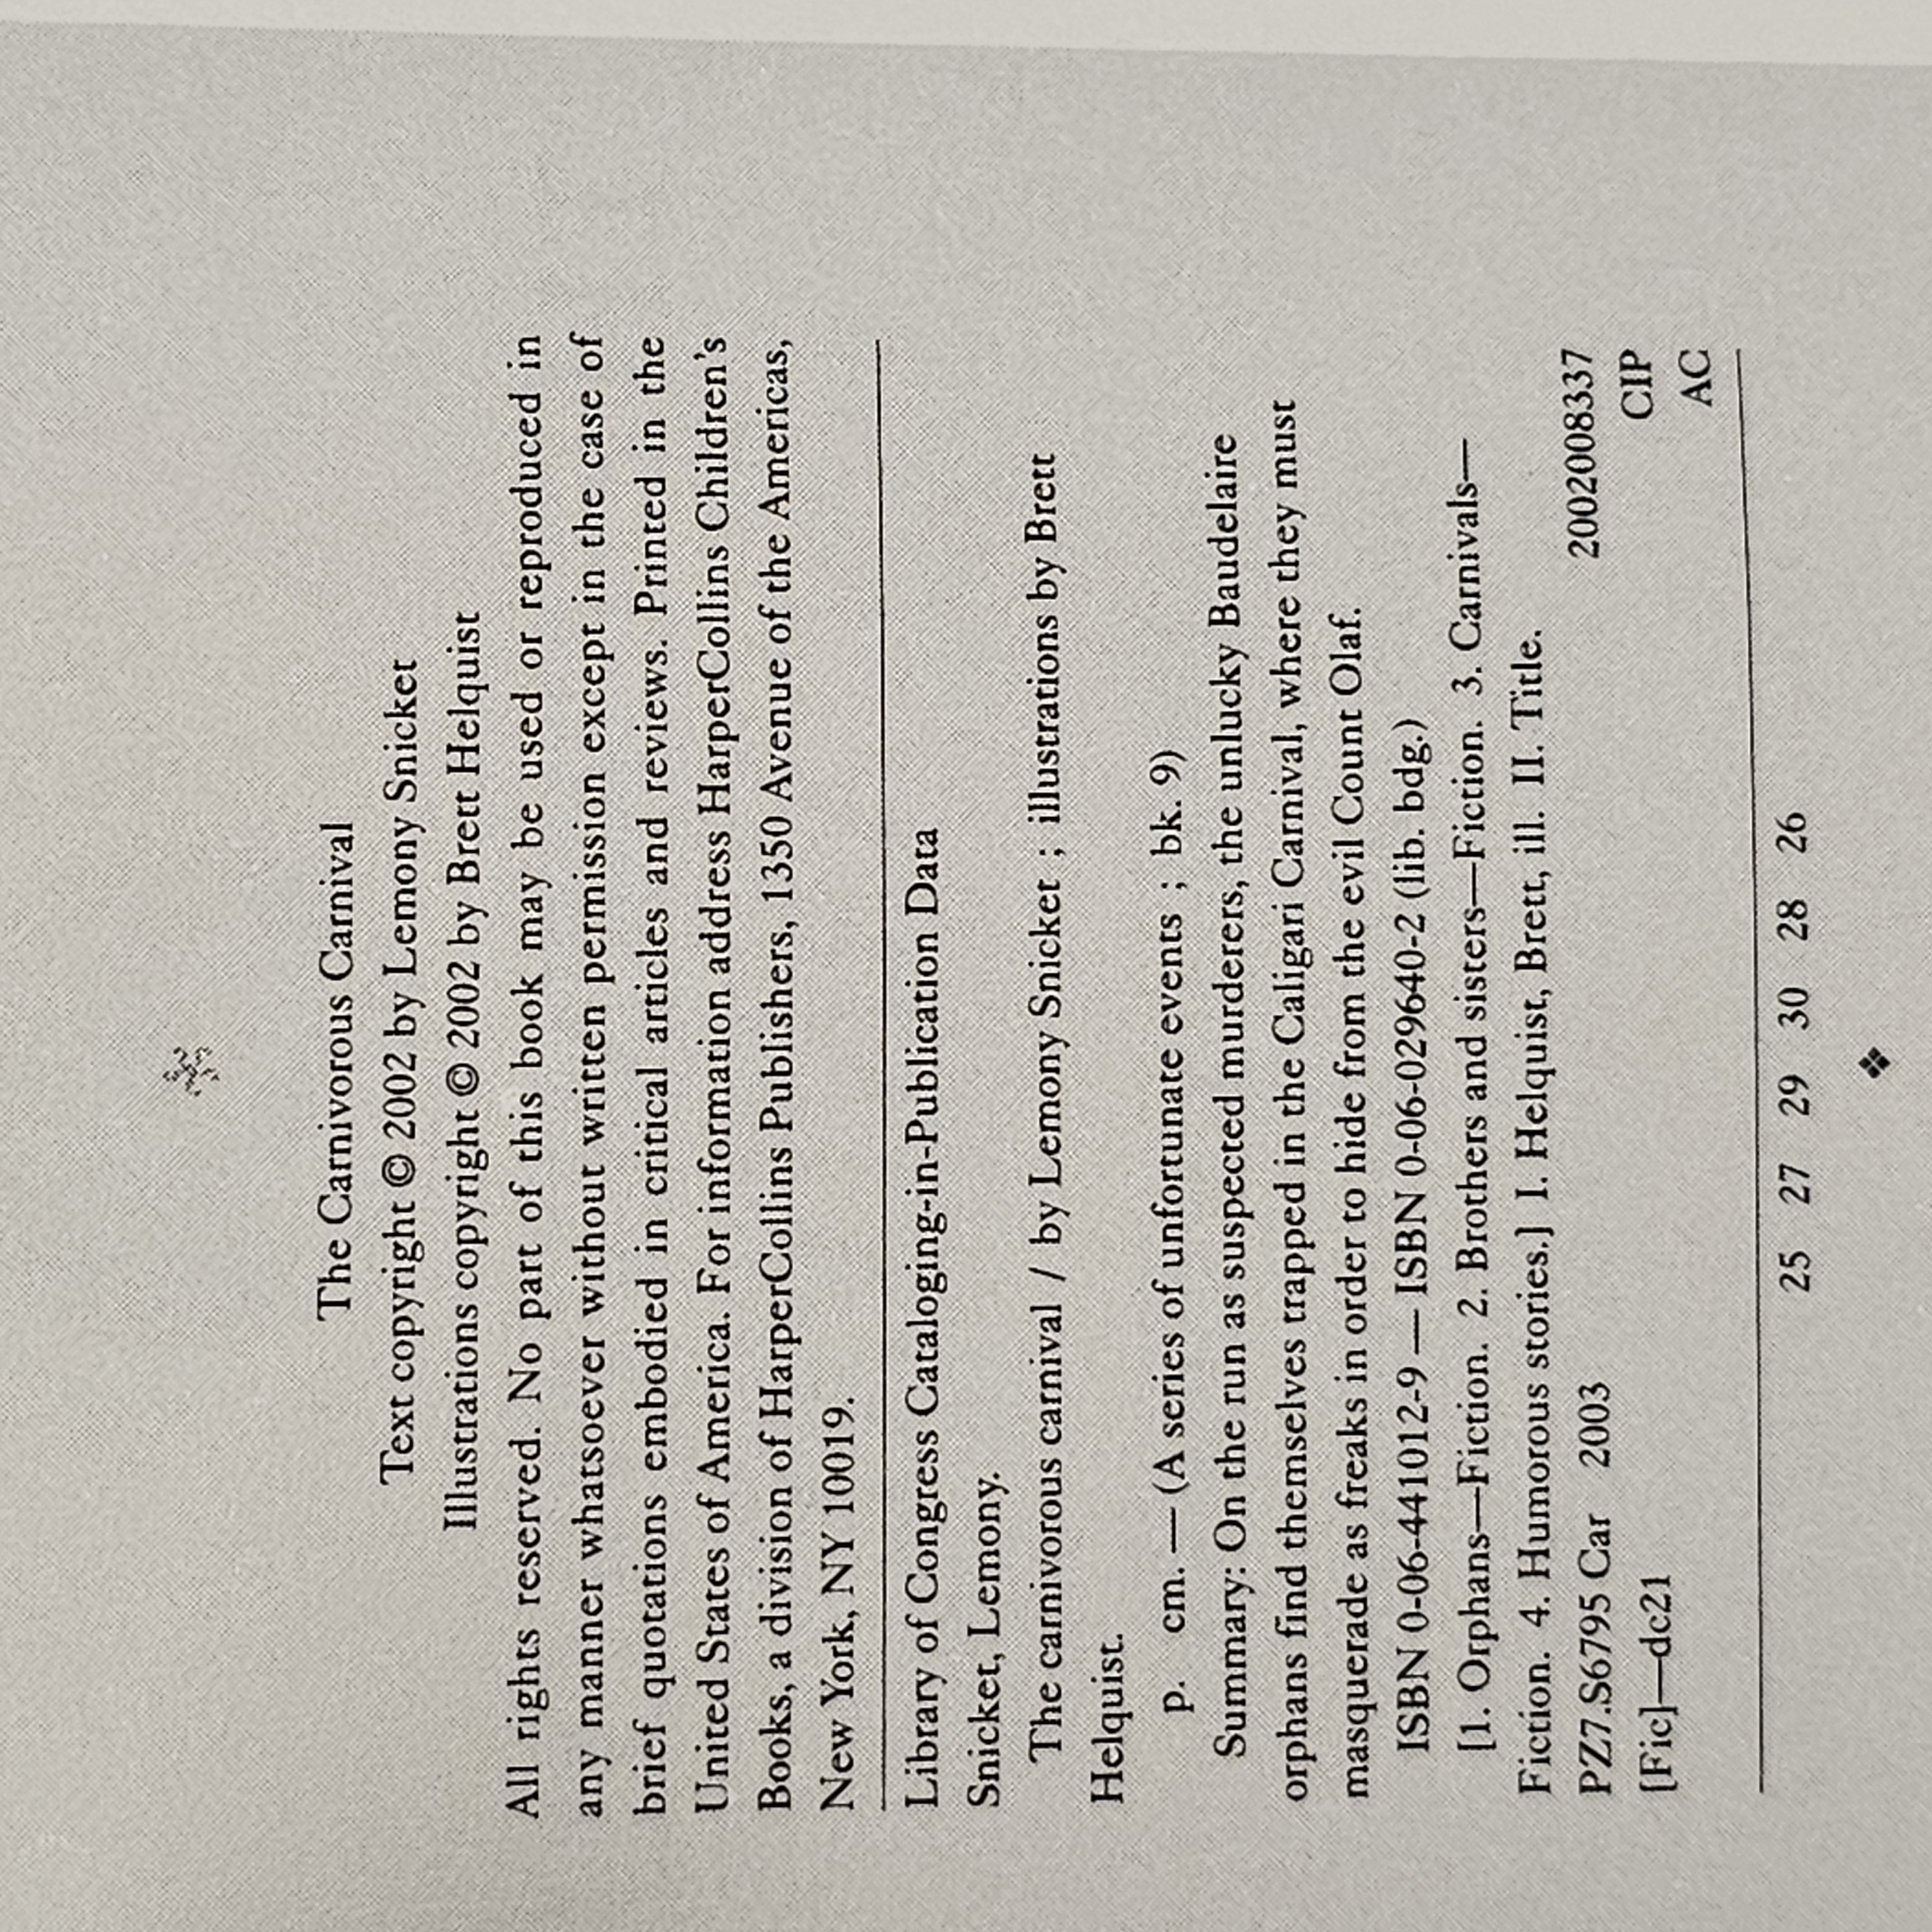 The Carnivorous Carnival
Text copyright © 2002 by Lemony Snicket
Illustrations copyright © 2002 by Brett Helquist
All rights reserved. No part of this book may be used or reproduced in
any manner whatsoever without written permission except in the case of
brief quotations embodied in critical articles and reviews. Printed in the
United States of America. For information address HarperCollins Children's
Books, a division of HarperCollins Publishers, 1350 Avenue of the Americas,
New York, NY 10019.
Library of Congress Cataloging-in-Publication Data
Snicket, Lemony.
The carnivorous carnival / by Lemony Snicket ; illustrations by Brett
Helquist.
p. cm. — (A series of unfortunate events ; bk. 9)
Summary: On the run as suspected murderers, the unlucky Baudelaire
orphans find themselves trapped in the Caligari Carnival, where they must
masquerade as freaks in order to hide from the evil Count Olaf.
ISBN 0-06-441012-9 — ISBN 0-06-029640-2 (lib. bdg.)
[1. Orphans—Fiction. 2. Brothers and sisters—Fiction. 3. Carnivals—
Fiction. 4. Humorous stories.] I. Helquist, Brett, ill. II. Title.
PZ7.S6795 Car 2003 2002008337
[Fic]—dc21 CIP
AC
25 27 29 30 28 26